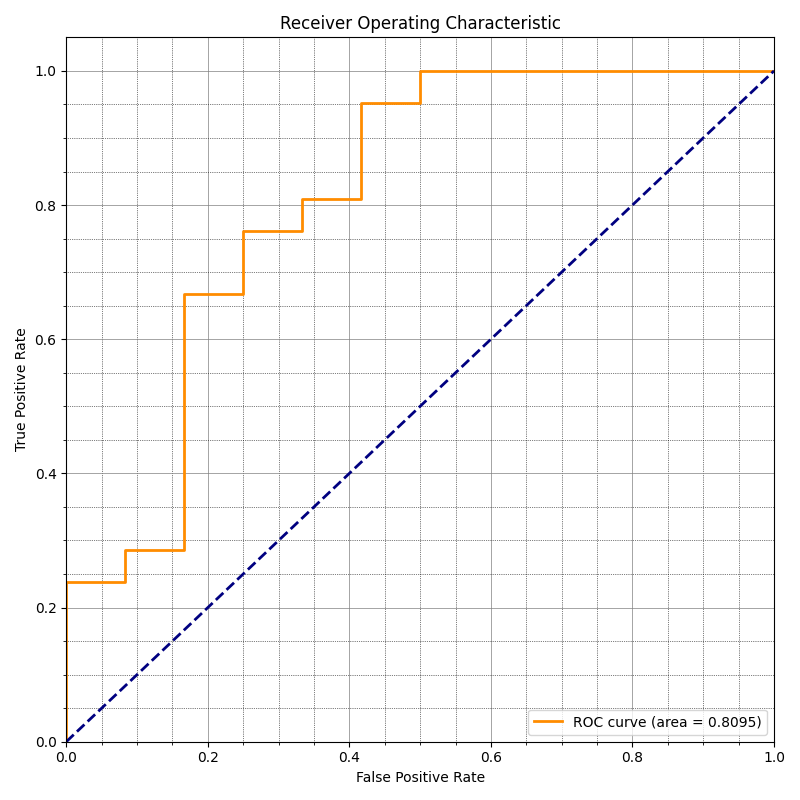 Receiver Operating Characteristic
1.0
0.8
0.6
0.4
0.2
0.0
True Positive Rate
ROC curve (area = 0.8095)
0.0 0.2 0.4 0.6 0.8 1.0
False Positive Rate